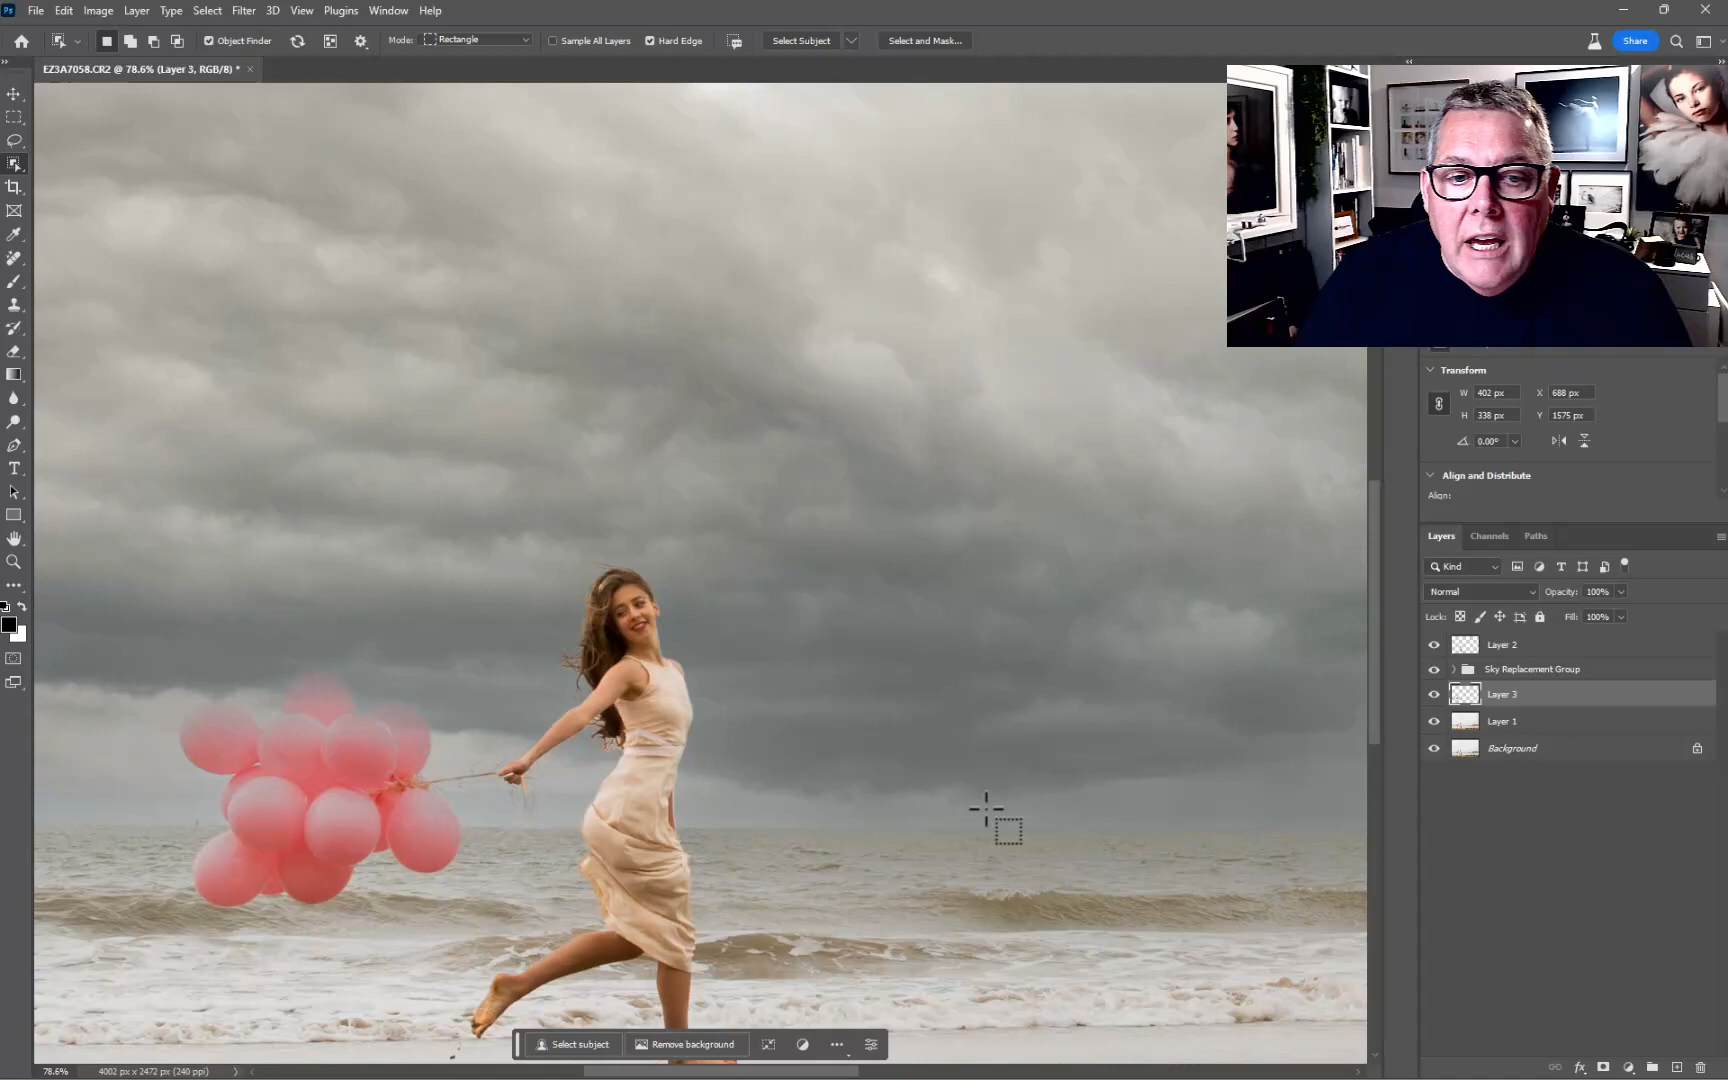 Ps File Edit Image Layer Type Select Filter 3D View Plugins Window Help
Object Finder Mode: Rectangle Sample All Layers Hard Edge Select Subject Select and Mask... Share
EZ3A7058.CR2 @ 78.6% (Layer 3, RGB/8) *
Transform
W 402 px X 688 px
H 338 px Y 1575 px
0.00°
Align and Distribute
Align:
Layers Channels Paths
Kind
Normal Opacity: 100%
Lock: Fill: 100%
Layer 2
Sky Replacement Group
Layer 3
Layer 1
Background
Select subject Remove background
78.6% 4002 px x 2472 px (240 ppi)